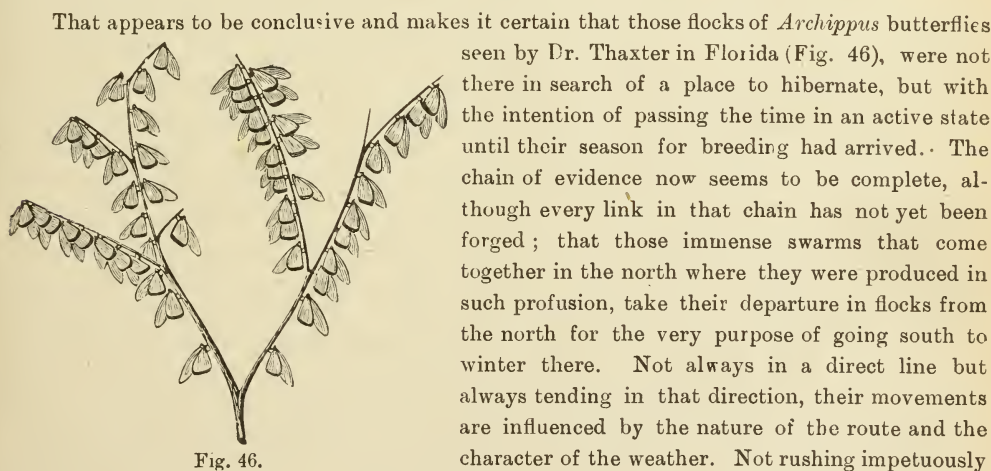 That appears to be conclusive and makes it certain that those flocks of Archippus butterflies
seen by Dr. Thaxter in Florida (Fig. 46), were not
there in search of a place to hibernate, but with
the intention of passing the time in an active state
until their season for breeding had arrived. · The
chain of evidence now seems to be complete, al-
though every link in that chain has not yet been
forged ; that those immense swarms that come
together in the north where they were produced in
such profusion, take their departure in flocks from
the north for the very purpose of going south to
winter there. Not always in a direct line but
always tending in that direction, their movements
are influenced by the nature of the route and the
character of the weather. Not rushing impetuously
Fig. 46.